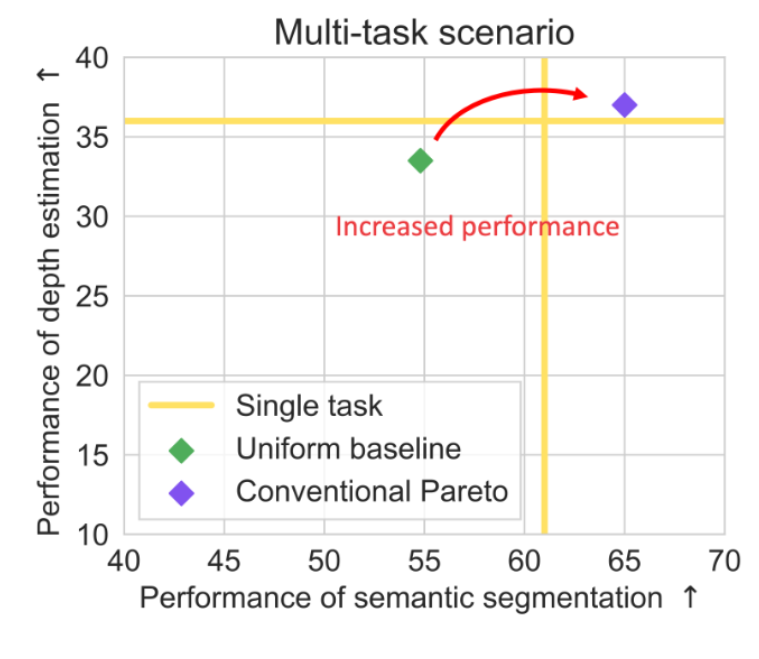 Multi-task scenario
Performance of depth estimation ↑
40
35
30
25
20
15
10
Increased performance
Single task
Uniform baseline
Conventional Pareto
40 45 50 55 60 65 70
Performance of semantic segmentation ↑